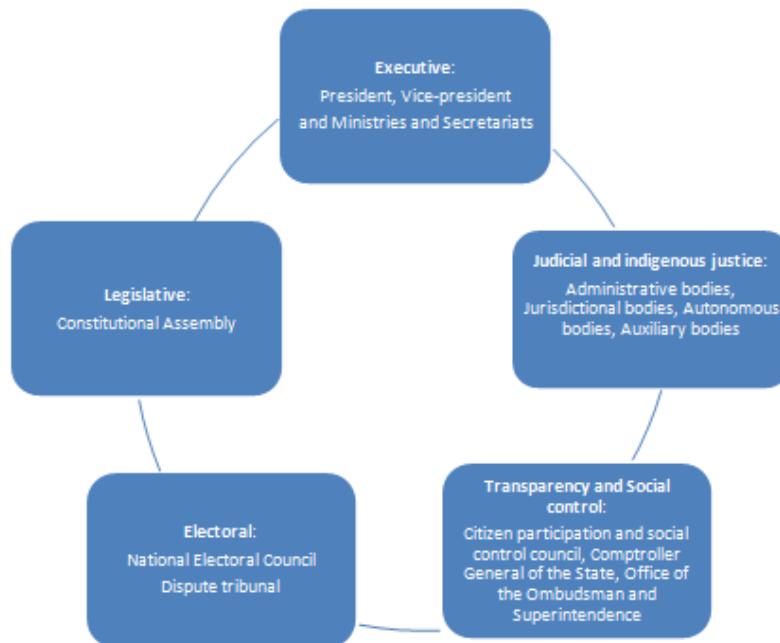 Executive:
President, Vice-president
and Ministries and Secretariats
Judicial and indigenous justice:
Administrative bodies,
Jurisdictional bodies, Autonomous
bodies, Auxiliary bodies
Legislative:
Constitutional Assembly
Transparency and Social
control:
Citizen participation and social
control council, Comptroller
General of the State, Office of
the Ombudsman and
Superintendence
Electoral:
National Electoral Council
Dispute tribunal